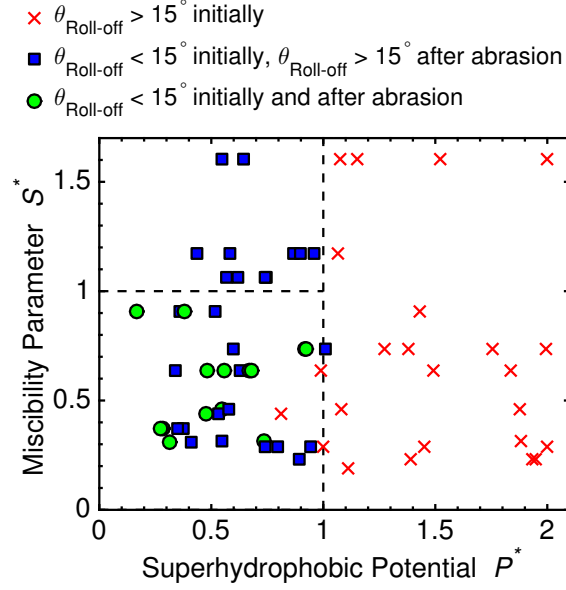 θRoll-off > 15° initially
θRoll-off < 15° initially, θRoll-off > 15° after abrasion
θRoll-off < 15° initially and after abrasion
Miscibility Parameter S*
1.5
1
0.5
0
0 0.5 1 1.5 2
Superhydrophobic Potential P*